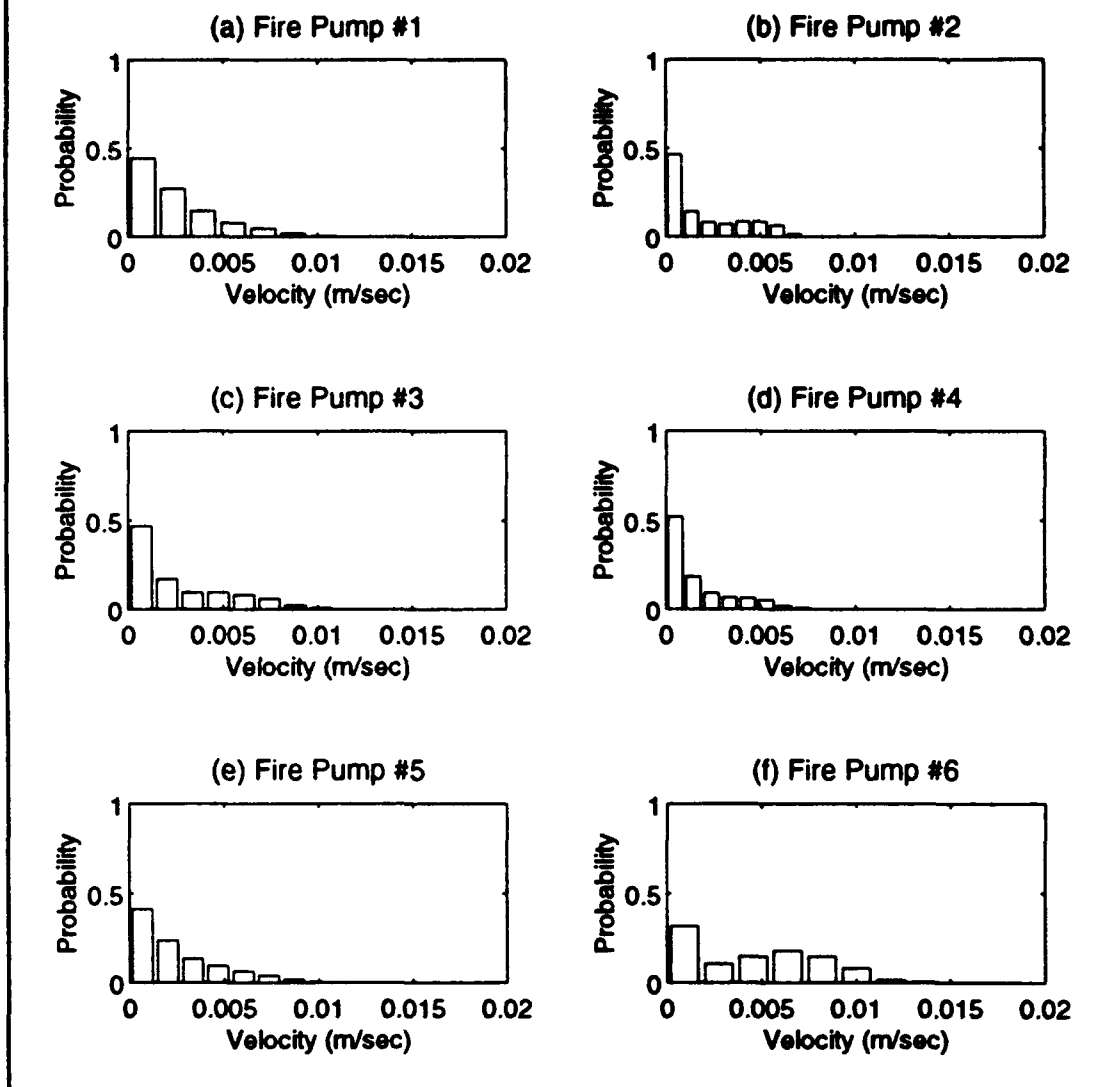 (a) Fire Pump #1
Probability
1
0.5
0
0 0.005 0.01 0.015 0.02
Velocity (m/sec)
(b) Fire Pump #2
Probability
1
0.5
0
0 0.005 0.01 0.015 0.02
Velocity (m/sec)
(c) Fire Pump #3
Probability
1
0.5
0
0 0.005 0.01 0.015 0.02
Velocity (m/sec)
(d) Fire Pump #4
Probability
1
0.5
0
0 0.005 0.01 0.015 0.02
Velocity (m/sec)
(e) Fire Pump #5
Probability
1
0.5
0
0 0.005 0.01 0.015 0.02
Velocity (m/sec)
(f) Fire Pump #6
Probability
1
0.5
0
0 0.005 0.01 0.015 0.02
Velocity (m/sec)